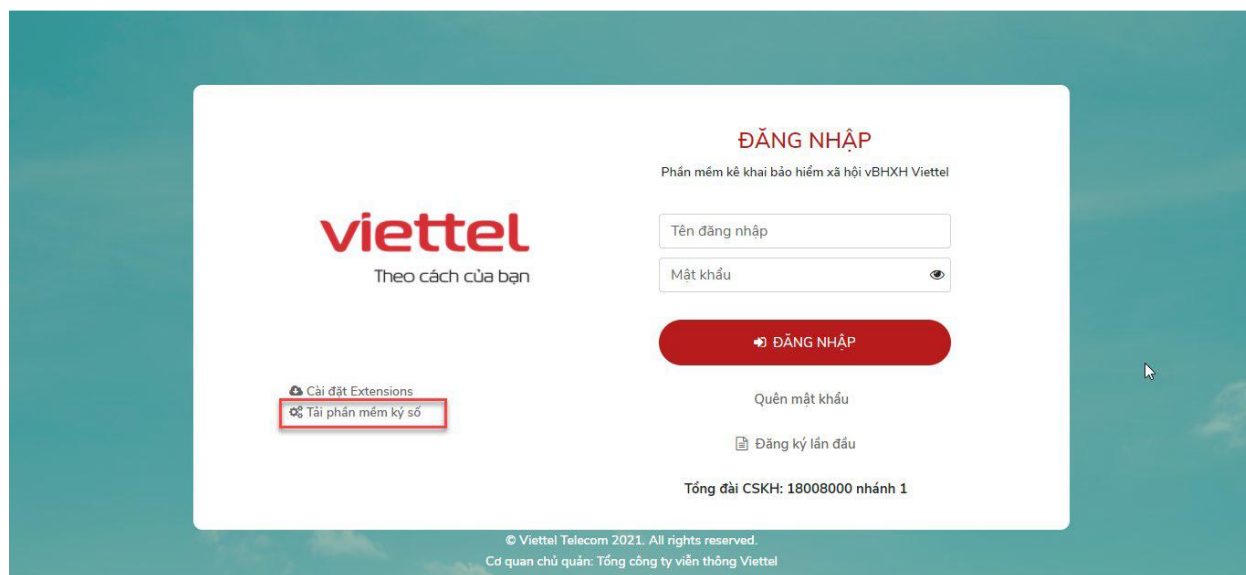 viettel
Theo cách của bạn
Cài đặt Extensions
Tải phần mềm ký số
ĐĂNG NHẬP
Phần mềm kê khai bảo hiểm xã hội vBHXH Viettel
Tên đăng nhập
Mật khẩu
ĐĂNG NHẬP
Quên mật khẩu
Đăng ký lần đầu
Tổng đài CSKH: 18008000 nhánh 1
© Viettel Telecom 2021. All rights reserved.
Cơ quan chủ quản: Tổng công ty viễn thông Viettel